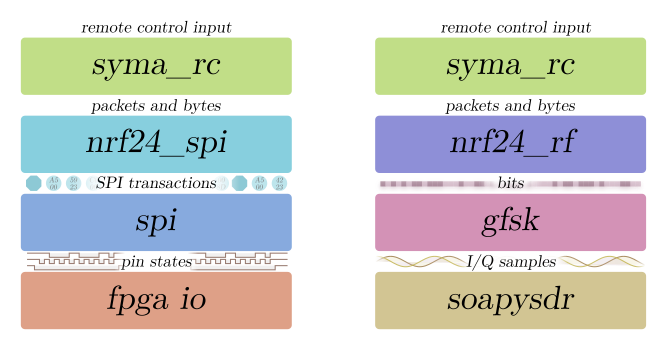 remote control input
syma_rc
packets and bytes
nrf24_spi
SPI transactions
spi
pin states
fpga io
remote control input
syma_rc
packets and bytes
nrf24_rf
bits
gfsk
I/Q samples
soapysdr